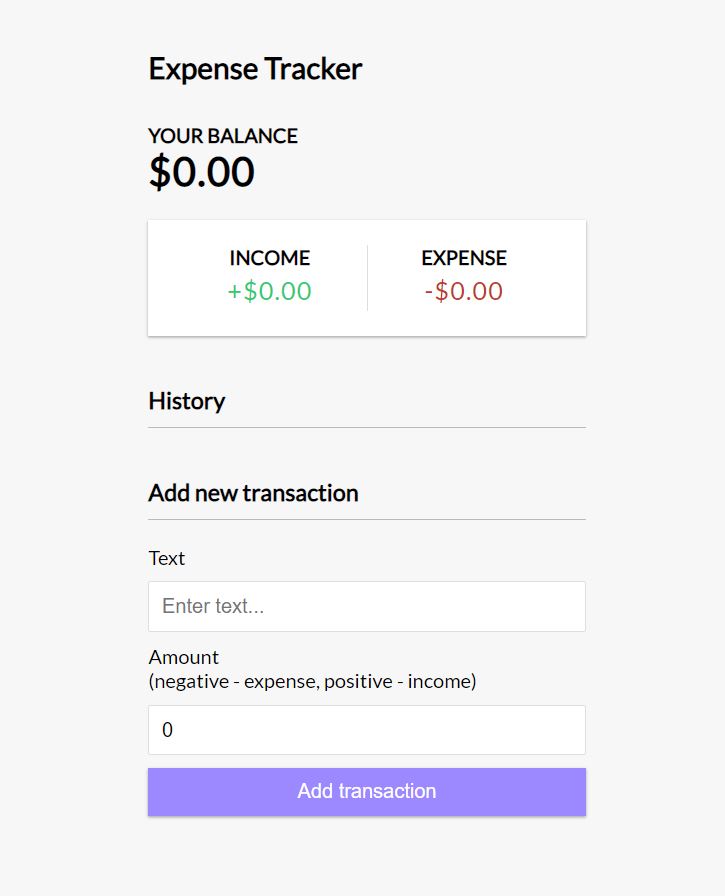 Expense Tracker
YOUR BALANCE
$0.00
INCOME
EXPENSE
+$0.00
-$0.00
History
Add new transaction
Text
Enter text...
Amount
(negative - expense, positive - income)
0
Add transaction